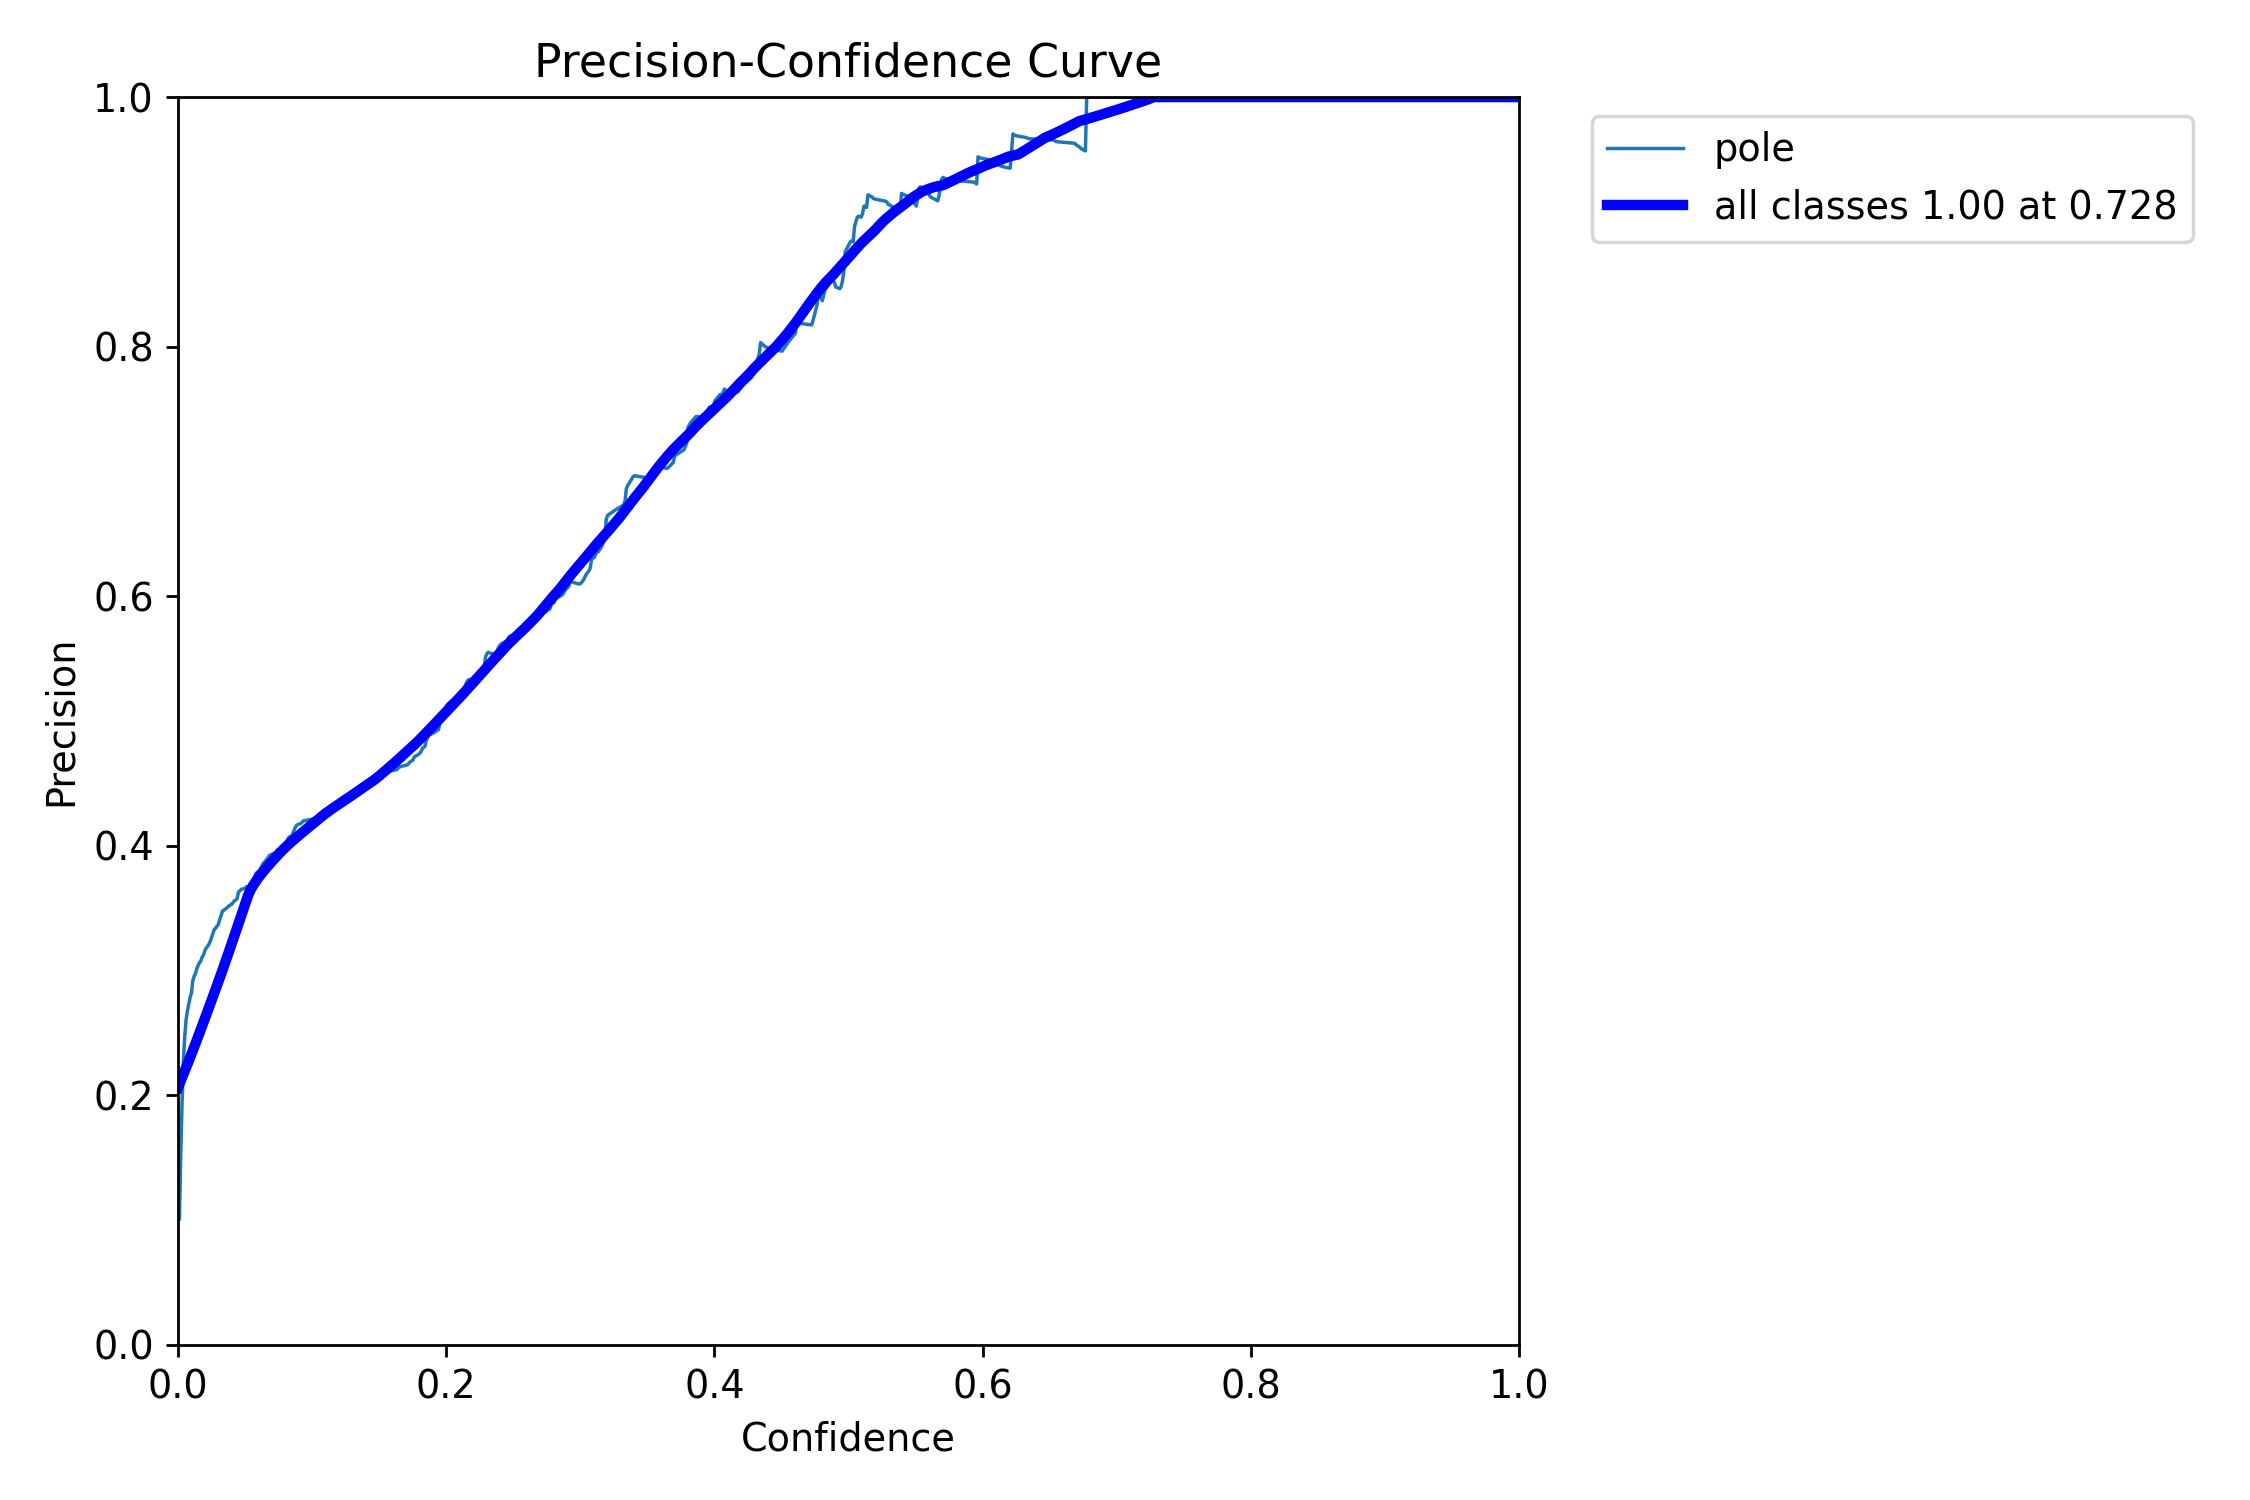 Precision-Confidence Curve
1.0
0.8
0.6
0.4
0.2
0.0
Precision
0.0 0.2 0.4 0.6 0.8 1.0
Confidence
pole
all classes 1.00 at 0.728